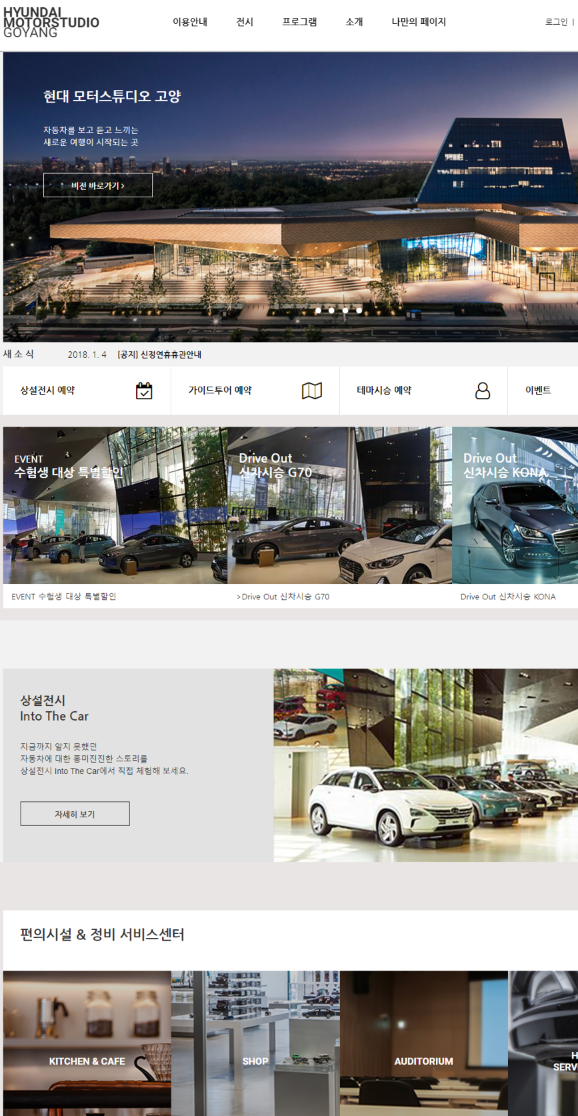 HYUNDAI
MOTORSTUDIO
GOYANG
이용안내 전시 프로그램 소개 나만의 페이지
로그인 |
현대 모터스튜디오 고양
자동차를 보고 듣고 느끼는
새로운 여행이 시작되는 곳
비전 바로가기 >
새 소 식 2018. 1. 4 [공지] 신정연휴휴관안내
상설전시 예약 가이드투어 예약 테마시승 예약 이벤트
EVENT
수험생 대상 특별할인
Drive Out
신차시승 G70
Drive Out
신차시승 KONA
EVENT 수험생 대상 특별할인
>Drive Out 신차시승 G70
Drive Out 신차시승 KONA
상설전시
Into The Car
지금까지 알지 못했던
자동차에 대한 흥미진진한 스토리를
상설전시 Into The Car에서 직접 체험해 보세요.
자세히 보기
편의시설 & 정비 서비스센터
KITCHEN & CAFE
SHOP
AUDITORIUM
H
SERV